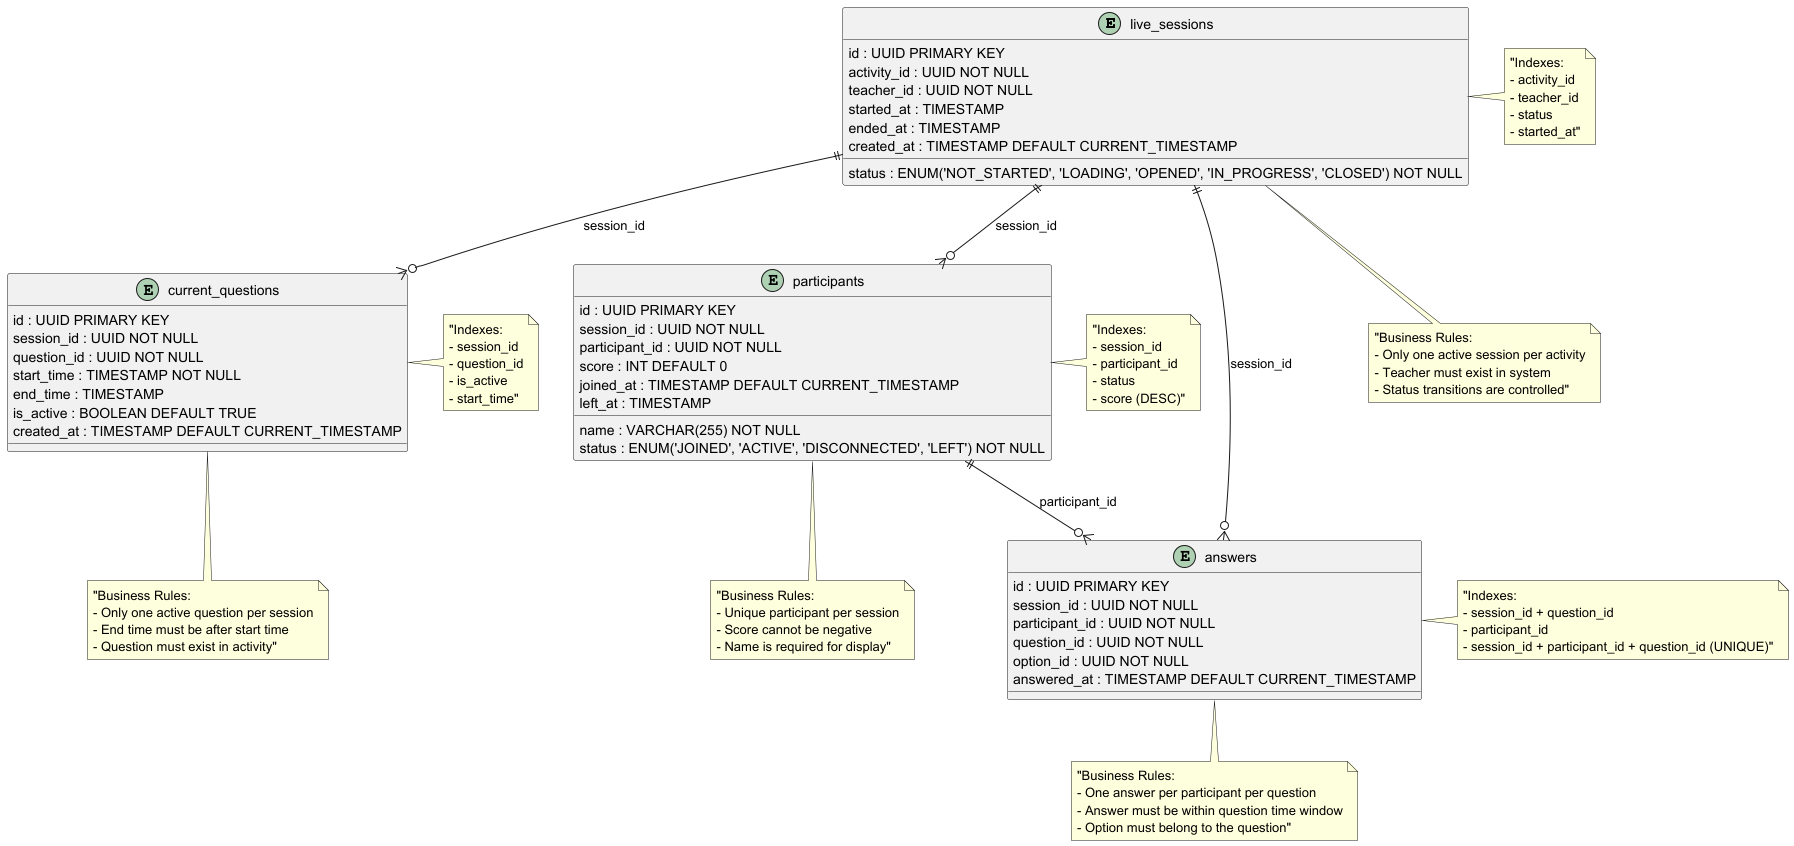 E live_sessions
id : UUID PRIMARY KEY
activity_id : UUID NOT NULL
teacher_id : UUID NOT NULL
started_at : TIMESTAMP
ended_at : TIMESTAMP
created_at : TIMESTAMP DEFAULT CURRENT_TIMESTAMP
status : ENUM('NOT_STARTED', 'LOADING', 'OPENED', 'IN_PROGRESS', 'CLOSED') NOT NULL
"Indexes:
- activity_id
- teacher_id
- status
- started_at"
session_id
session_id
session_id
E current_questions
id : UUID PRIMARY KEY
session_id : UUID NOT NULL
question_id : UUID NOT NULL
start_time : TIMESTAMP NOT NULL
end_time : TIMESTAMP
is_active : BOOLEAN DEFAULT TRUE
created_at : TIMESTAMP DEFAULT CURRENT_TIMESTAMP
"Indexes:
- session_id
- question_id
- is_active
- start_time"
E participants
id : UUID PRIMARY KEY
session_id : UUID NOT NULL
participant_id : UUID NOT NULL
score : INT DEFAULT 0
joined_at : TIMESTAMP DEFAULT CURRENT_TIMESTAMP
left_at : TIMESTAMP
name : VARCHAR(255) NOT NULL
status : ENUM('JOINED', 'ACTIVE', 'DISCONNECTED', 'LEFT') NOT NULL
"Indexes:
- session_id
- participant_id
- status
- score (DESC)"
"Business Rules:
- Only one active session per activity
- Teacher must exist in system
- Status transitions are controlled"
participant_id
"Business Rules:
- Only one active question per session
- End time must be after start time
- Question must exist in activity"
"Business Rules:
- Unique participant per session
- Score cannot be negative
- Name is required for display"
E answers
id : UUID PRIMARY KEY
session_id : UUID NOT NULL
participant_id : UUID NOT NULL
question_id : UUID NOT NULL
option_id : UUID NOT NULL
answered_at : TIMESTAMP DEFAULT CURRENT_TIMESTAMP
"Indexes:
- session_id + question_id
- participant_id
- session_id + participant_id + question_id (UNIQUE)"
"Business Rules:
- One answer per participant per question
- Answer must be within question time window
- Option must belong to the question"